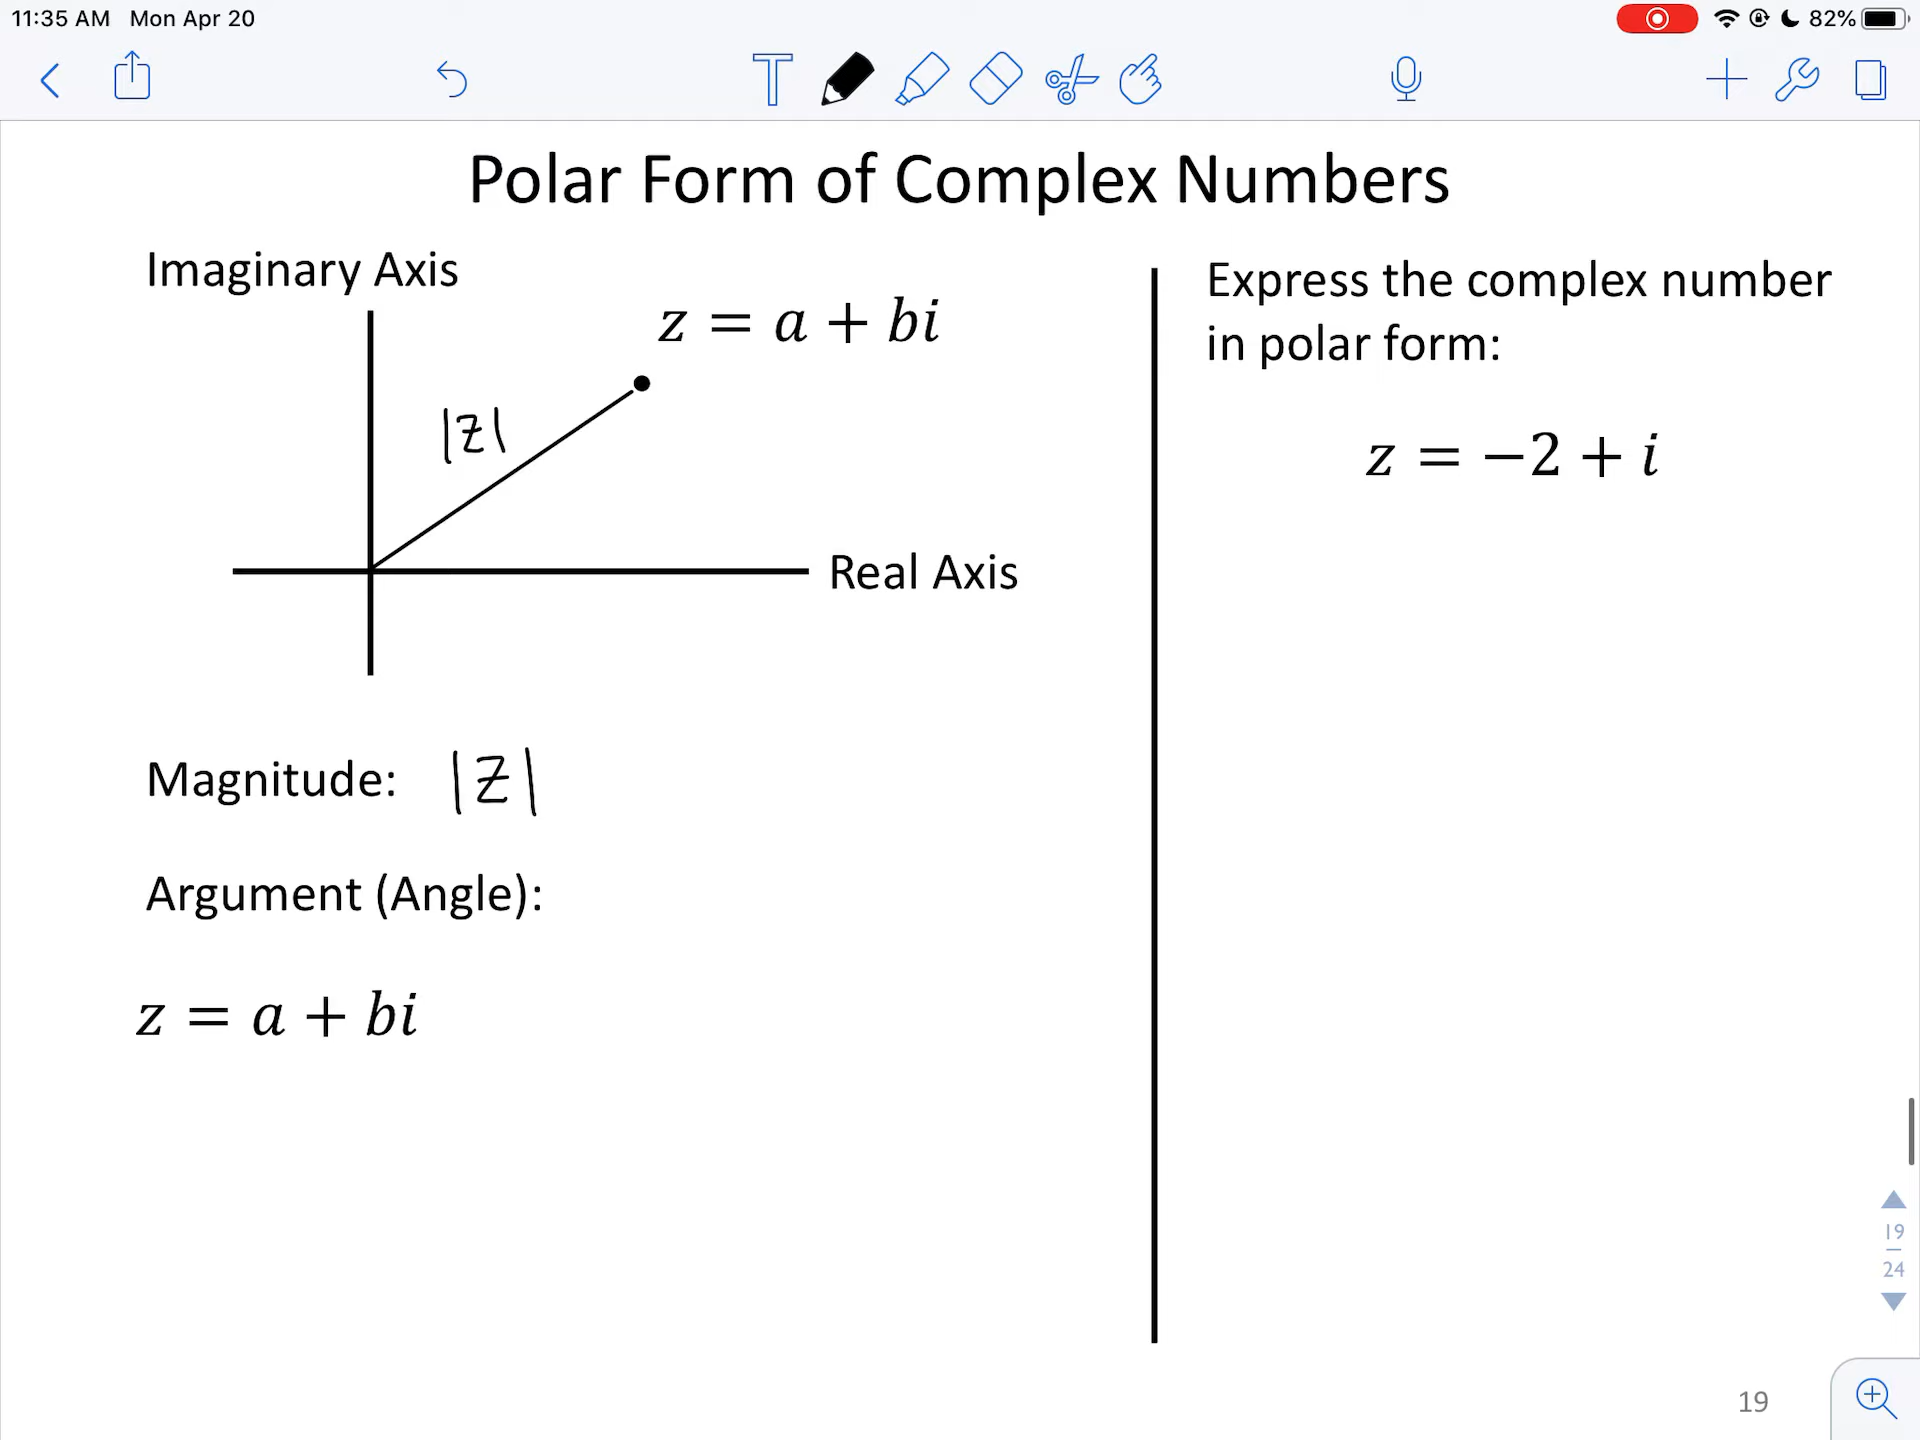 11:35 AM Mon Apr 20
82%
Polar Form of Complex Numbers
Imaginary Axis
z = a + bi
|z|
Real Axis
Magnitude: |z|
Argument (Angle):
z = a + bi
Express the complex number
in polar form:
z = −2 + i
19
24
19